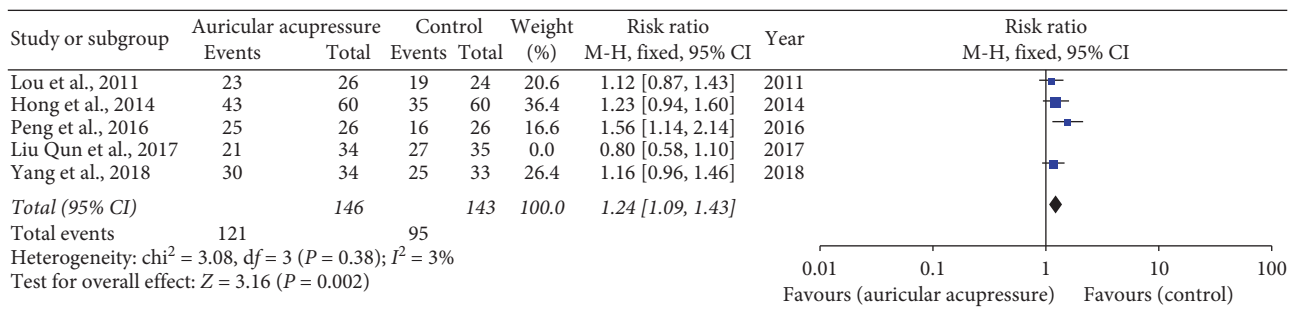 Study or subgroup Auricular acupressure Control Weight Risk ratio Year Risk ratio
Events Total Events Total (%) M-H, fixed, 95% CI M-H, fixed, 95% CI
Lou et al., 2011 23 26 19 24 20.6 1.12 [0.87, 1.43] 2011
Hong et al., 2014 43 60 35 60 36.4 1.23 [0.94, 1.60] 2014
Peng et al., 2016 25 26 16 26 16.6 1.56 [1.14, 2.14] 2016
Liu Qun et al., 2017 21 34 27 35 0.0 0.80 [0.58, 1.10] 2017
Yang et al., 2018 30 34 25 33 26.4 1.16 [0.96, 1.46] 2018
Total (95% CI) 146 143 100.0 1.24 [1.09, 1.43]
Total events 121 95
Heterogeneity: chi² = 3.08, df = 3 (P = 0.38); I² = 3%
Test for overall effect: Z = 3.16 (P = 0.002)
0.01 0.1 1 10 100
Favours (auricular acupressure) Favours (control)